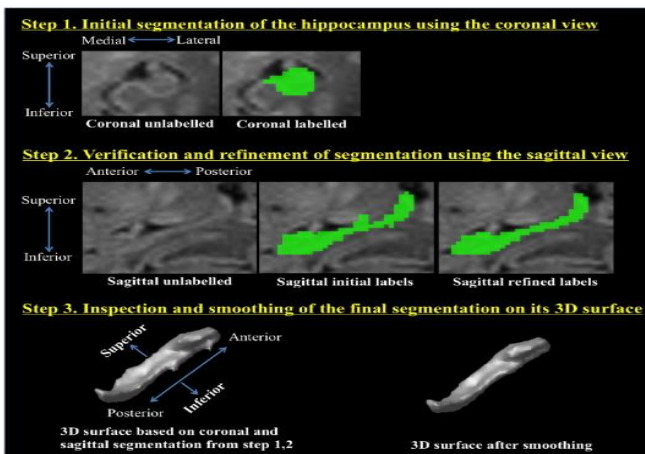 Step 1. Initial segmentation of the hippocampus using the coronal view
Medial Lateral
Superior
Inferior
Coronal unlabelled Coronal labelled
Step 2. Verification and refinement of segmentation using the sagittal view
Anterior Posterior
Superior
Inferior
Sagittal unlabelled Sagittal initial labels Sagittal refined labels
Step 3. Inspection and smoothing of the final segmentation on its 3D surface
Superior
Anterior
Inferior
Posterior
3D surface based on coronal and
sagittal segmentation from step 1,2
3D surface after smoothing